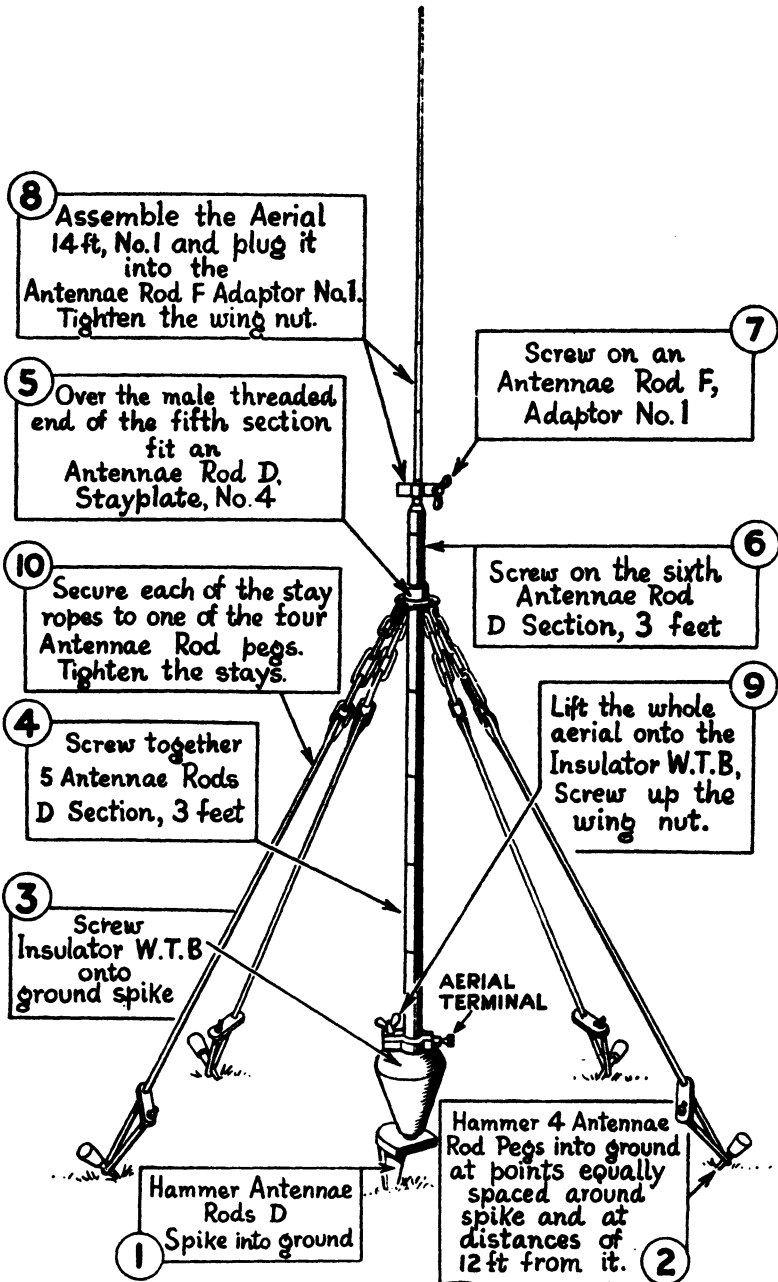 8
Assemble the Aerial
14ft, No.1 and plug it
into the
Antennae Rod F Adaptor No.1.
Tighten the wing nut.
7
Screw on an
Antennae Rod F,
Adaptor No.1
5
Over the male threaded
end of the fifth section
fit an
Antennae Rod D,
Stayplate, No.4
6
Screw on the sixth
Antennae Rod
D Section, 3 feet
10
Secure each of the stay
ropes to one of the four
Antennae Rod pegs.
Tighten the stays.
9
Lift the whole
aerial onto the
Insulator W.T.B,
Screw up the
wing nut.
4
Screw together
5 Antennae Rods
D Section, 3 feet
3
Screw
Insulator W.T.B
onto
ground spike
AERIAL
TERMINAL
1
Hammer Antennae
Rods D
Spike into ground
2
Hammer 4 Antennae
Rod Pegs into ground
at points equally
spaced around
spike and at
distances of
12ft from it.